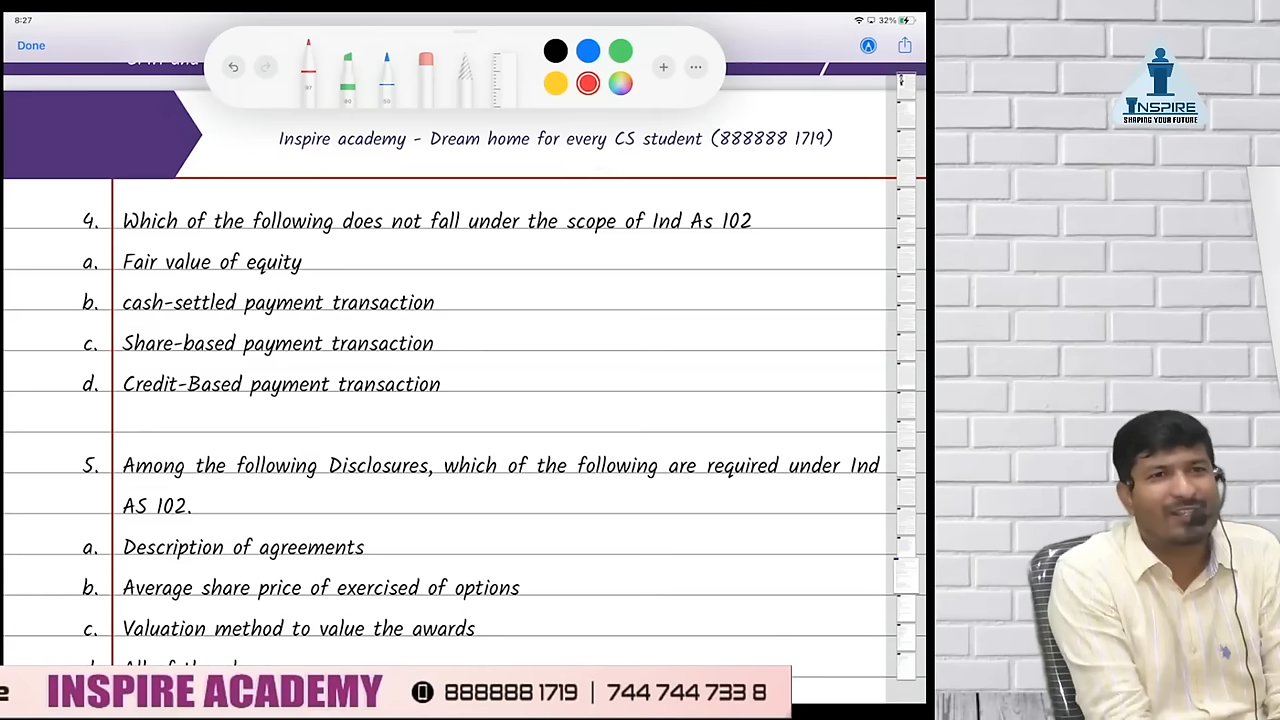 8:27
32%
Done
97
80
50
Inspire academy - Dream home for every CS student (888888 1719)
4. Which of the following does not fall under the scope of Ind As 102
a. Fair value of equity
b. cash-settled payment transaction
c. Share-based payment transaction
d. Credit-Based payment transaction
5. Among the following Disclosures, which of the following are required under Ind
AS 102.
a. Description of agreements
b. Average share price of exercised of options
c. Valuation method to value the awards
INSPIRE ACADEMY 888888 1719 | 744 744 733 8
INSPIRE
SHAPING YOUR FUTURE